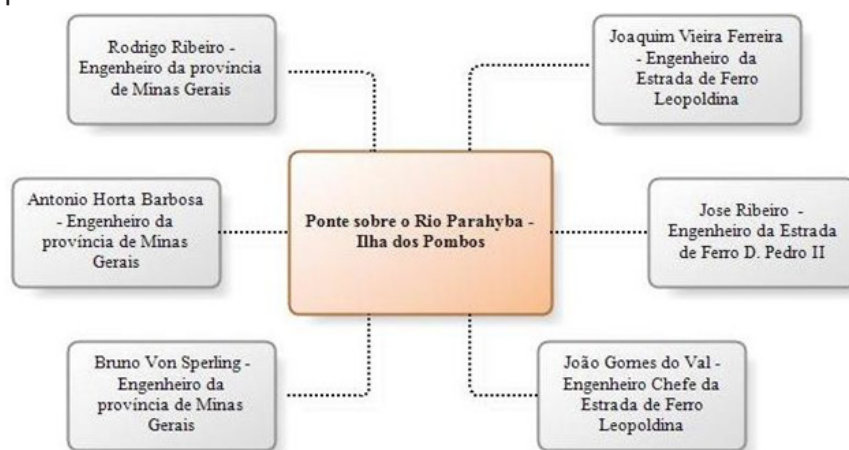 Rodrigo Ribeiro -
Engenheiro da província
de Minas Gerais
Joaquim Vieira Ferreira
- Engenheiro da
Estrada de Ferro
Leopoldina
Antonio Horta Barbosa
- Engenheiro da
província de Minas
Gerais
Ponte sobre o Rio Parahyba -
Ilha dos Pombos
Jose Ribeiro -
Engenheiro da Estrada
de Ferro D. Pedro II
Bruno Von Sperling -
Engenheiro da
província de Minas
Gerais
João Gomes do Val -
Engenheiro Chefe da
Estrada de Ferro
Leopoldina